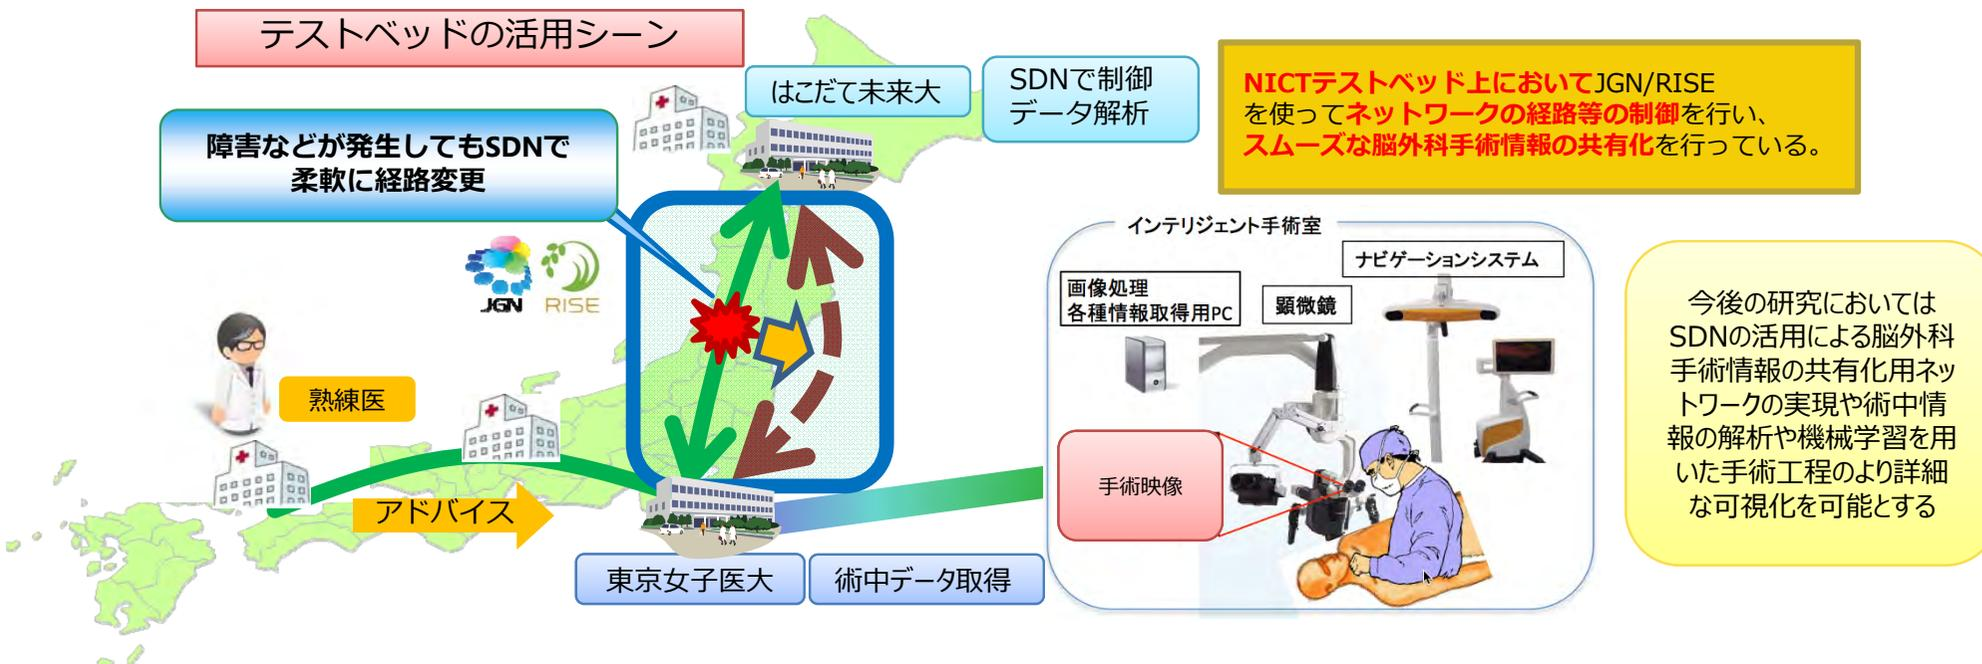 テストベッドの活用シーン
はこだて未来大
SDNで制御
データ解析
障害などが発生してもSDNで
柔軟に経路変更
JGN
RISE
熟練医
アドバイス
東京女子医大
術中データ取得
NICTテストベッド上においてJGN/RISE
を使ってネットワークの経路等の制御を行い、
スムーズな脳外科手術情報の共有化を行っている。
インテリジェント手術室
ナビゲーションシステム
画像処理
各種情報取得用PC
顕微鏡
手術映像
今後の研究においては
SDNの活用による脳外科
手術情報の共有化用ネッ
トワークの実現や術中情
報の解析や機械学習を用
いた手術工程のより詳細
な可視化を可能とする